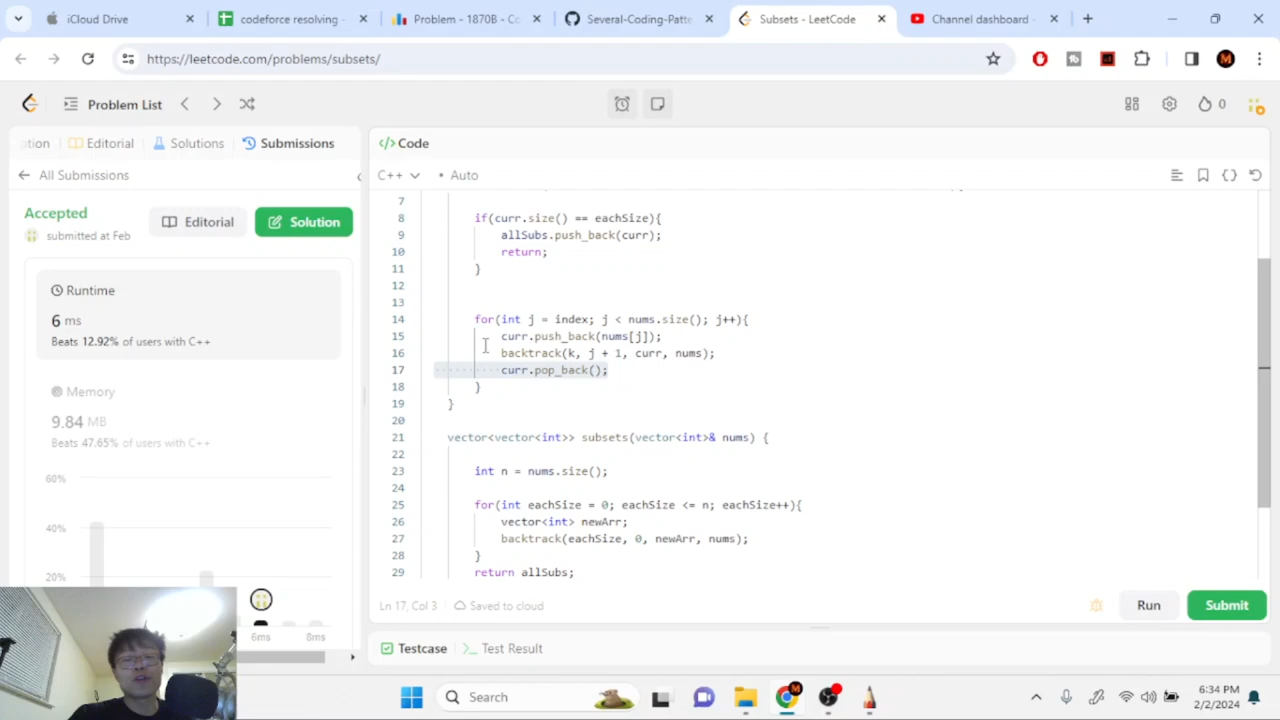 iCloud Drive
codeforce resolving -
Problem - 1870B - Co
Several-Coding-Patte
Subsets - LeetCode
Channel dashboard -
https://leetcode.com/problems/subsets/
Problem List
0
otion
Editorial
Solutions
Submissions
</> Code
All Submissions
C++
Auto
Accepted
submitted at Feb
Editorial
Solution
Runtime
6 ms
Beats 12.92% of users with C++
Memory
9.84 MB
Beats 47.65% of users with C++
60%
40%
20%
6ms
8ms
7
8 if(curr.size() == eachSize){
9 allSubs.push_back(curr);
10 return;
11 }
12
13
14 for(int j = index; j < nums.size(); j++){
15 curr.push_back(nums[j]);
16 backtrack(k, j + 1, curr, nums);
17 curr.pop_back();
18 }
19 }
20
21 vector<vector<int>> subsets(vector<int>& nums) {
22
23 int n = nums.size();
24
25 for(int eachSize = 0; eachSize <= n; eachSize++){
26 vector<int> newArr;
27 backtrack(eachSize, 0, newArr, nums);
28 }
29 return allSubs;
Ln 17, Col 3
Saved to cloud
Run
Submit
Testcase
Test Result
Search
6:34 PM
2/2/2024